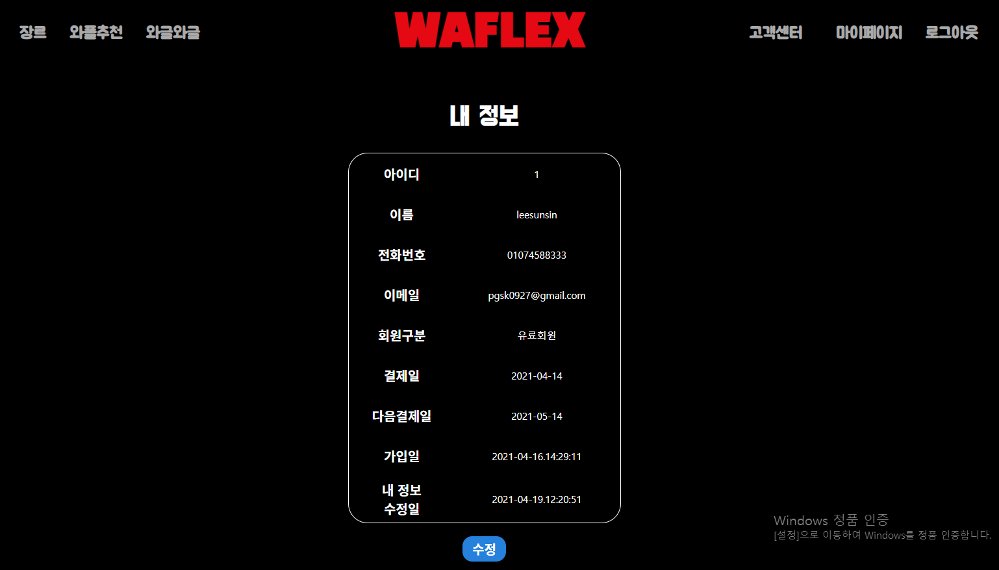 장르 와플추천 와글와글 WAFLEX 고객센터 마이페이지 로그아웃
내 정보
아이디 1
이름 leesunsin
전화번호 01074588333
이메일 pgsk0927@gmail.com
회원구분 유료회원
결제일 2021-04-14
다음결제일 2021-05-14
가입일 2021-04-16.14:29:11
내 정보
수정일 2021-04-19.12:20:51
수정
Windows 정품 인증
[설정]으로 이동하여 Windows를 정품 인증합니다.